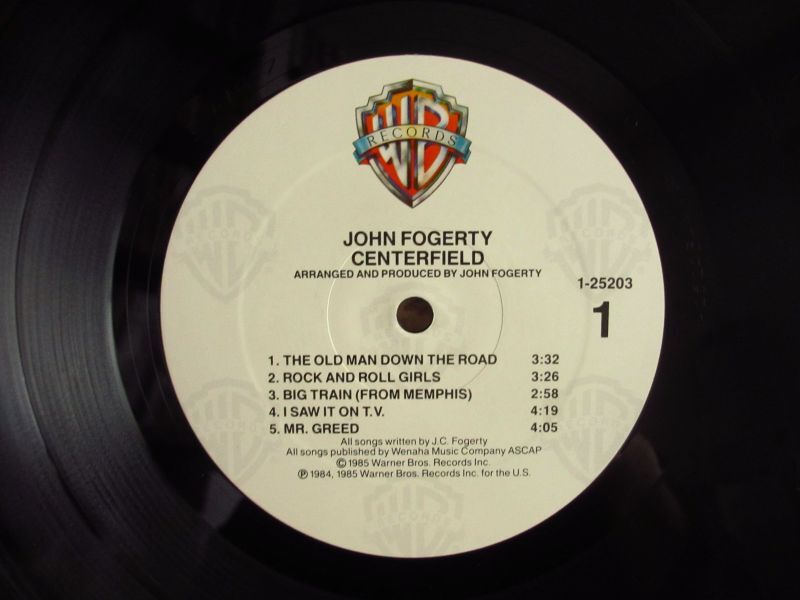 WB
RECORDS
JOHN FOGERTY
CENTERFIELD
ARRANGED AND PRODUCED BY JOHN FOGERTY
1-25203
1
1. THE OLD MAN DOWN THE ROAD 3:32
2. ROCK AND ROLL GIRLS 3:26
3. BIG TRAIN (FROM MEMPHIS) 2:58
4. I SAW IT ON T.V. 4:19
5. MR. GREED 4:05
All songs written by J.C. Fogerty
All songs published by Wenaha Music Company ASCAP
©1985 Warner Bros. Records Inc.
℗ 1984, 1985 Warner Bros. Records Inc. for the U.S.